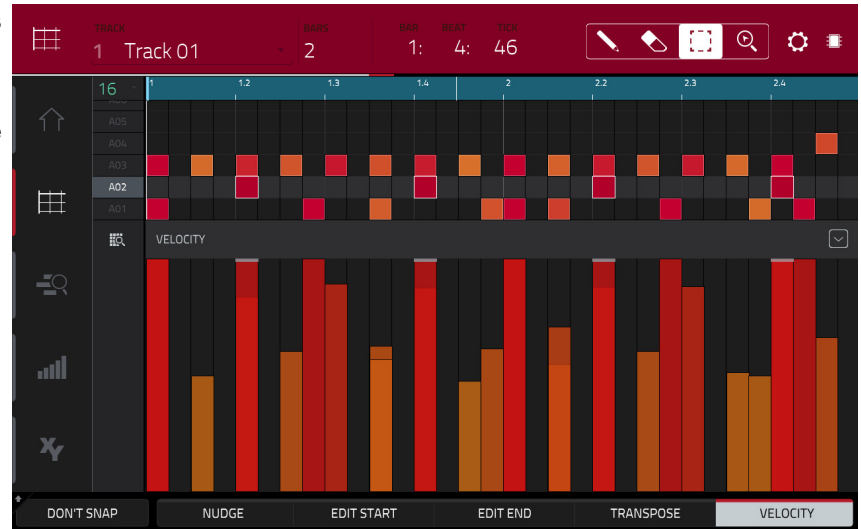 TRACK
BARS
BAR
BEAT
TICK
1 Track 01
2
1:
4:
46
16
1
1.2
1.3
1.4
2
2.2
2.3
2.4
A05
A04
A03
A02
A01
VELOCITY
XY
DON'T SNAP
NUDGE
EDIT START
EDIT END
TRANSPOSE
VELOCITY